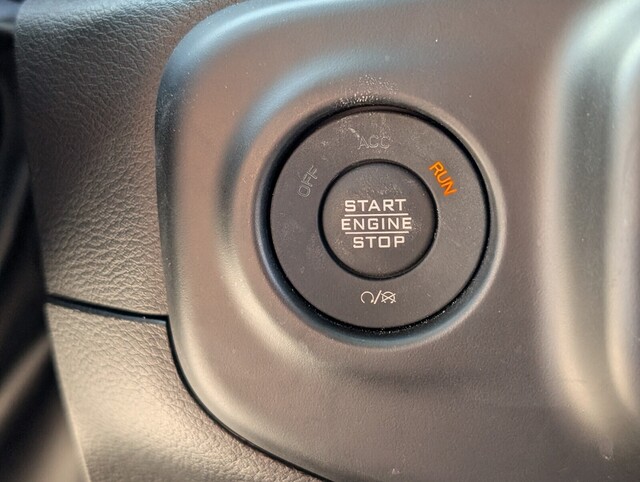 ACC
OFF
RUN
START
ENGINE
STOP